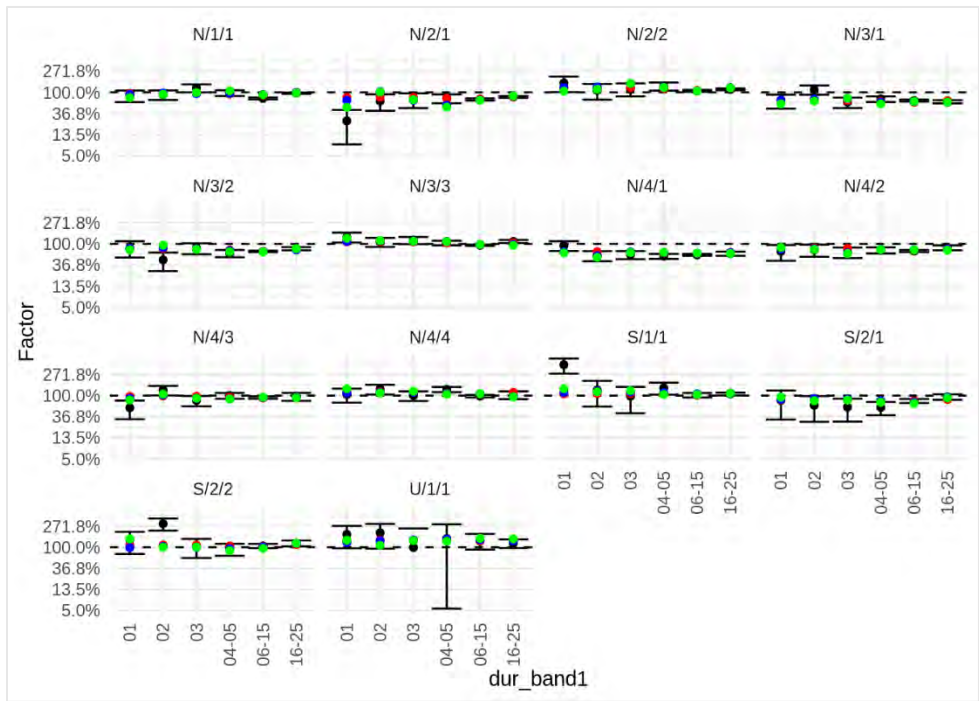 N/1/1 N/2/1 N/2/2 N/3/1
271.8%
100.0%
36.8%
13.5%
5.0%
N/3/2 N/3/3 N/4/1 N/4/2
271.8%
100.0%
36.8%
13.5%
5.0%
Factor
N/4/3 N/4/4 S/1/1 S/2/1
271.8%
100.0%
36.8%
13.5%
5.0%
01 02 03 04-05 06-15 16-25 01 02 03 04-05 06-15 16-25
S/2/2 U/1/1
271.8%
100.0%
36.8%
13.5%
5.0%
01 02 03 04-05 06-15 16-25 01 02 03 04-05 06-15 16-25
dur_band1